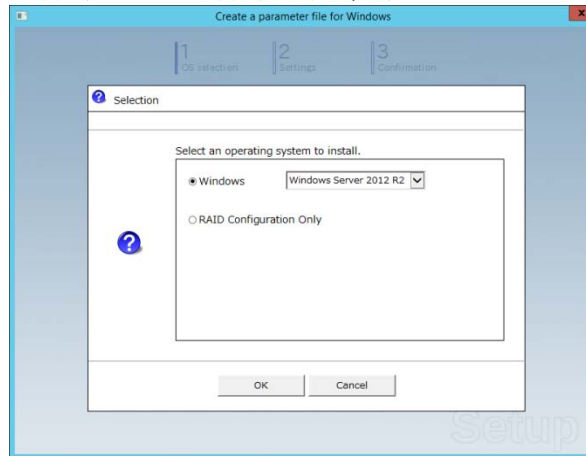 Create a parameter file for Windows
x
1
OS selection
2
Settings
3
Confirmation
Selection
Select an operating system to install.
Windows
Windows Server 2012 R2
RAID Configuration Only
OK
Cancel
Setup